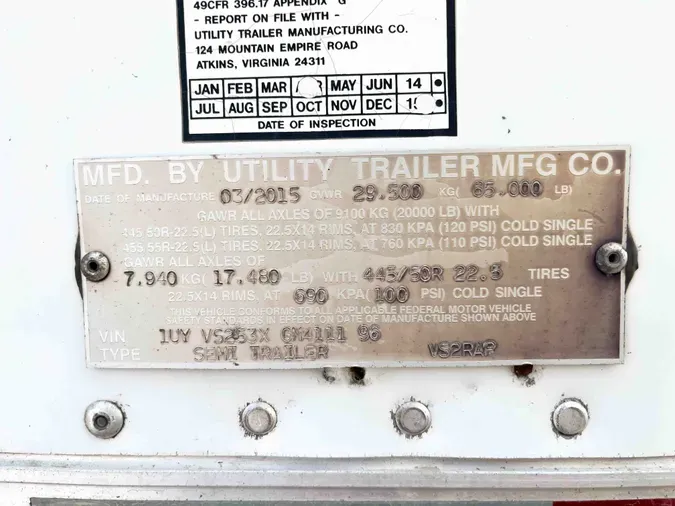 49CFR 396.17 APPENDIX "G"
- REPORT ON FILE WITH -
UTILITY TRAILER MANUFACTURING CO.
124 MOUNTAIN EMPIRE ROAD
ATKINS, VIRGINIA 24311
JAN FEB MAR MAY JUN 14
JUL AUG SEP OCT NOV DEC
DATE OF INSPECTION
MFD. BY UTILITY TRAILER MFG CO.
DATE OF MANUFACTURE 03/2015 GVWR 29.500 KG( 65.000 LB)
GAWR ALL AXLES OF 9100 KG (20000 LB) WITH
445 50R-22.5(L) TIRES, 22.5X14 RIMS, AT 830 KPA (120 PSI) COLD SINGLE
455 55R-22.5(L) TIRES, 22.5X14 RIMS, AT 760 KPA (110 PSI) COLD SINGLE
GAWR ALL AXLES OF
7.940 KG( 17.480 LB) WITH 445/50R 22.5 TIRES
22.5X14 RIMS, AT 690 KPA(100 PSI) COLD SINGLE
THIS VEHICLE CONFORMS TO ALL APPLICABLE FEDERAL MOTOR VEHICLE
SAFETY STANDARDS IN EFFECT ON DATE OF MANUFACTURE SHOWN ABOVE
VIN 1UY VS253X 96
TYPE SEMI TRAILER VS2RAR